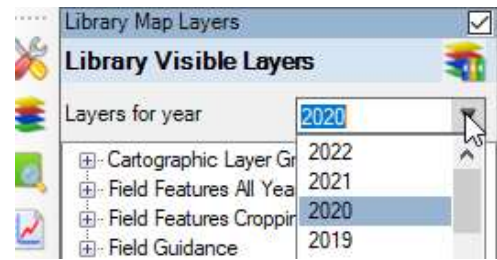 Library Map Layers
Library Visible Layers
Layers for year 2020
2022
2021
2020
2019
Cartographic Layer Gr
Field Features All Yea
Field Features Croppin
Field Guidance